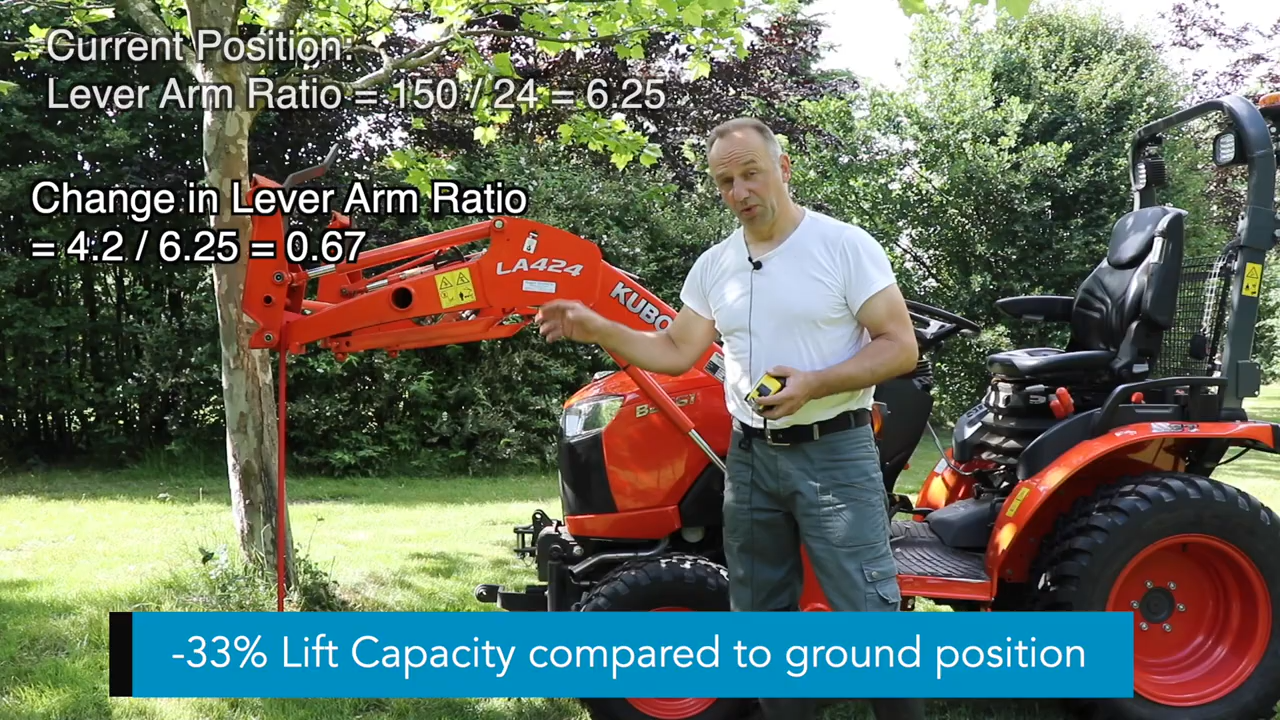 Current Position:
Lever Arm Ratio = 150 / 24 = 6.25
Change in Lever Arm Ratio
= 4.2 / 6.25 = 0.67
LA424
KUBO
-33% Lift Capacity compared to ground position